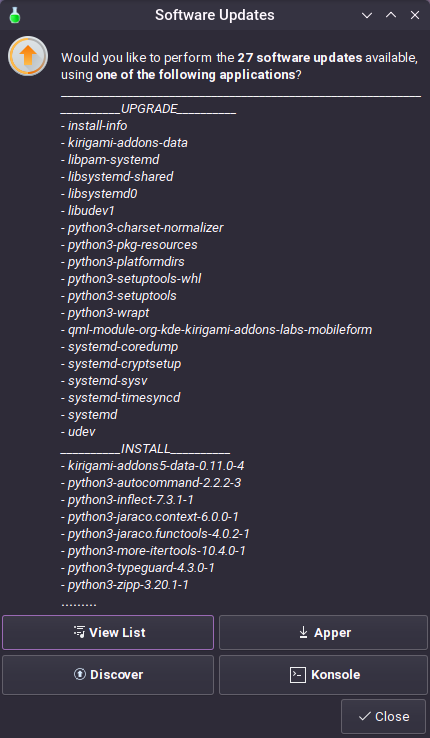 Software Updates
Would you like to perform the 27 software updates available,
using one of the following applications?
____________________________________________________________
__________UPGRADE__________
- install-info
- kirigami-addons-data
- libpam-systemd
- libsystemd-shared
- libsystemd0
- libudev1
- python3-charset-normalizer
- python3-pkg-resources
- python3-platformdirs
- python3-setuptools-whl
- python3-setuptools
- python3-wrapt
- qml-module-org-kde-kirigami-addons-labs-mobileform
- systemd-coredump
- systemd-cryptsetup
- systemd-sysv
- systemd-timesyncd
- systemd
- udev
__________INSTALL__________
- kirigami-addons5-data-0.11.0-4
- python3-autocommand-2.2.2-3
- python3-inflect-7.3.1-1
- python3-jaraco.context-6.0.0-1
- python3-jaraco.functools-4.0.2-1
- python3-more-itertools-10.4.0-1
- python3-typeguard-4.3.0-1
- python3-zipp-3.20.1-1
.........
View List
Apper
Discover
Konsole
Close